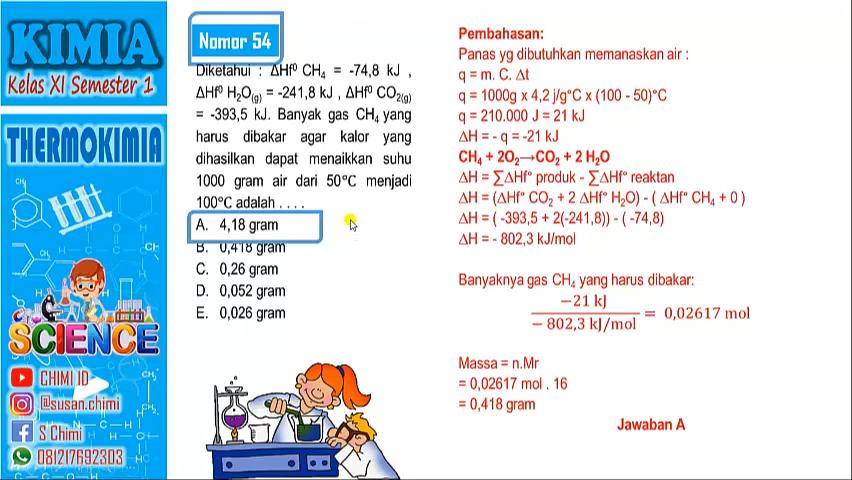 KIMIA
Kelas XI Semester 1
THERMOKIMIA
SCIENCE
CHIMI ID
@susan.chimi
S Chimi
081217692303
Nomor 54
Diketahui : ΔHf⁰ CH₄ = -74,8 kJ ,
ΔHf⁰ H₂O₍g₎ = -241,8 kJ , ΔHf⁰ CO₂₍g₎
= -393,5 kJ. Banyak gas CH₄ yang
harus dibakar agar kalor yang
dihasilkan dapat menaikkan suhu
1000 gram air dari 50°C menjadi
100°C adalah . . . .
A. 4,18 gram
B. 0,418 gram
C. 0,26 gram
D. 0,052 gram
E. 0,026 gram
Pembahasan:
Panas yg dibutuhkan memanaskan air :
q = m. C. Δt
q = 1000g x 4,2 j/g°C x (100 - 50)°C
q = 210.000 J = 21 kJ
ΔH = - q = -21 kJ
CH₄ + 2O₂→CO₂ + 2 H₂O
ΔH = ∑ΔHf° produk - ∑ΔHf° reaktan
ΔH = (ΔHf° CO₂ + 2 ΔHf° H₂O) - ( ΔHf° CH₄ + 0 )
ΔH = ( -393,5 + 2(-241,8)) - ( -74,8)
ΔH = - 802,3 kJ/mol
Banyaknya gas CH₄ yang harus dibakar:
−21 kJ
− 802,3 kJ/mol = 0,02617 mol
Massa = n.Mr
= 0,02617 mol . 16
= 0,418 gram
Jawaban A